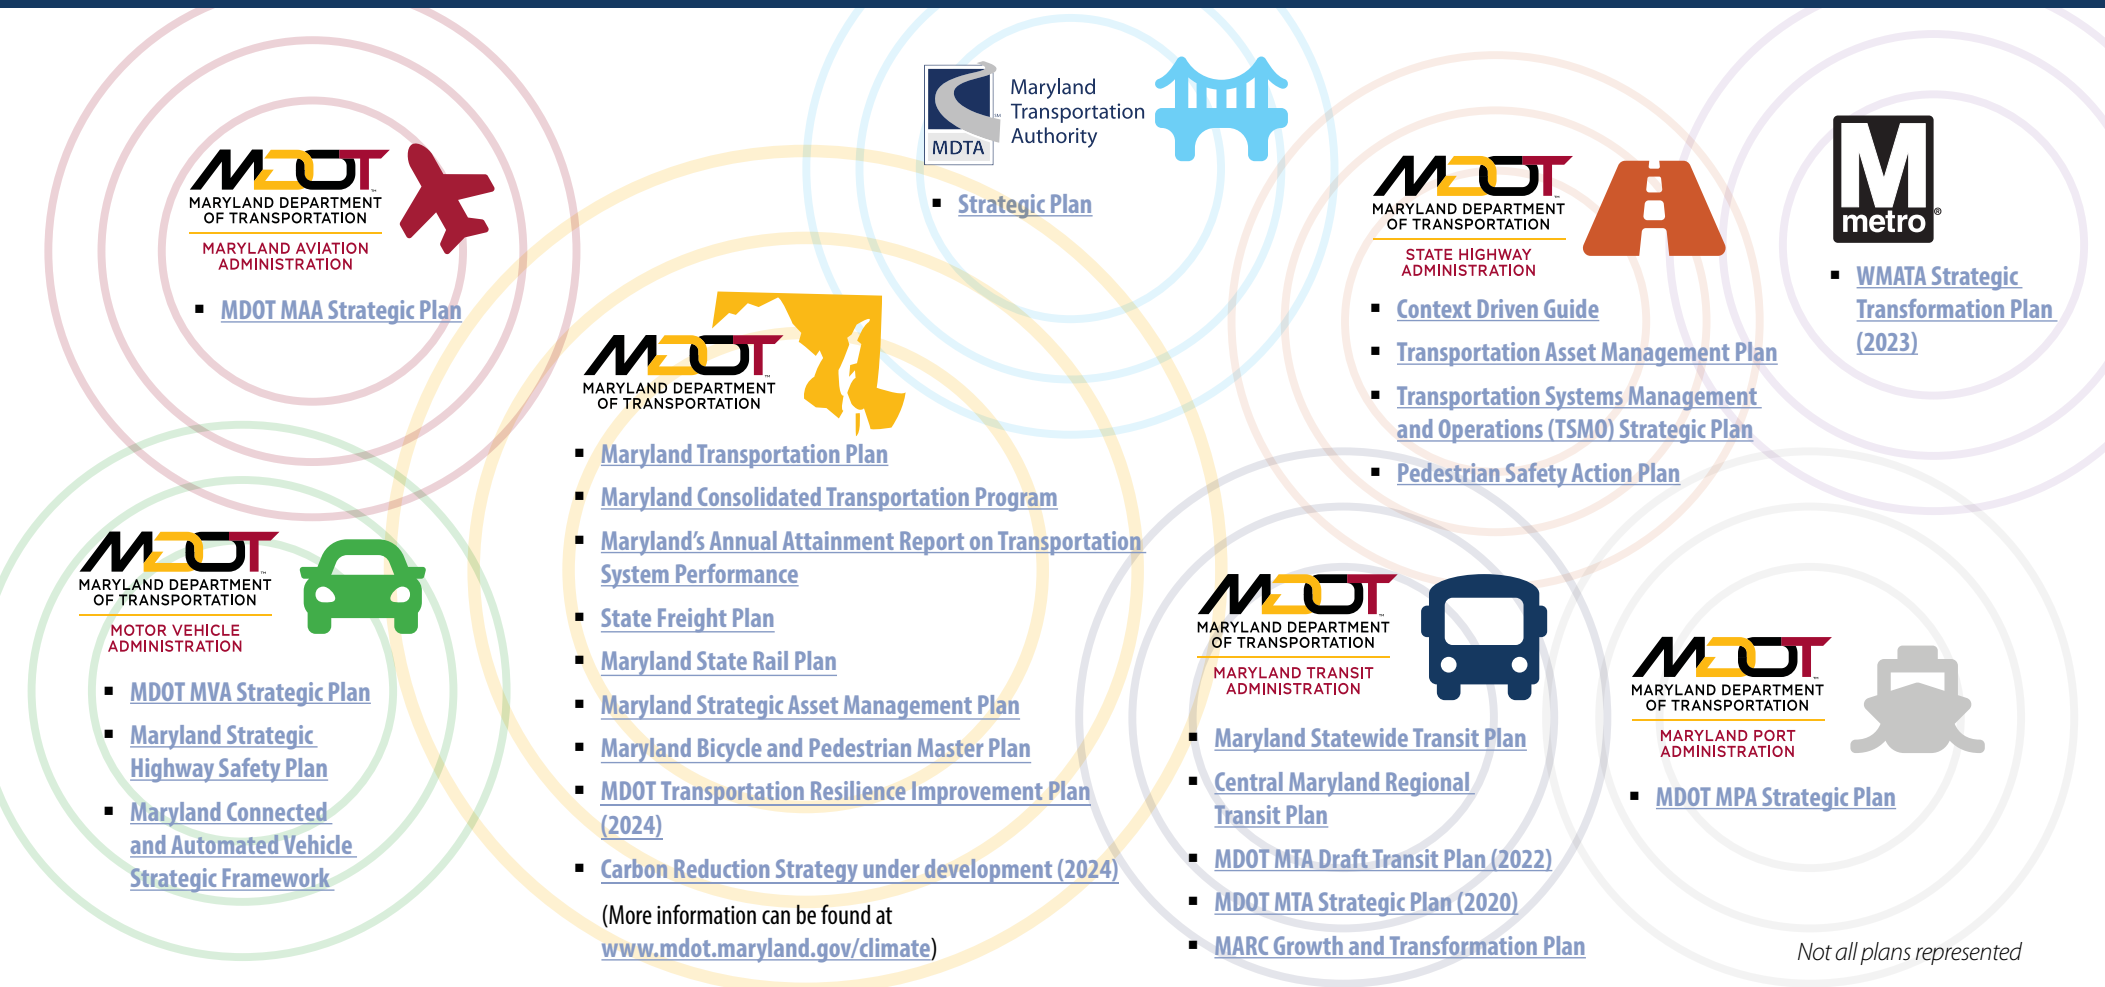 MDOT™
MARYLAND DEPARTMENT
OF TRANSPORTATION
MARYLAND AVIATION
ADMINISTRATION
▪ MDOT MAA Strategic Plan
MDOT™
MARYLAND DEPARTMENT
OF TRANSPORTATION
MOTOR VEHICLE
ADMINISTRATION
▪ MDOT MVA Strategic Plan
▪ Maryland Strategic
Highway Safety Plan
▪ Maryland Connected
and Automated Vehicle
Strategic Framework
MDOT™
MARYLAND DEPARTMENT
OF TRANSPORTATION
▪ Maryland Transportation Plan
▪ Maryland Consolidated Transportation Program
▪ Maryland’s Annual Attainment Report on Transportation
System Performance
▪ State Freight Plan
▪ Maryland State Rail Plan
▪ Maryland Strategic Asset Management Plan
▪ Maryland Bicycle and Pedestrian Master Plan
▪ MDOT Transportation Resilience Improvement Plan
(2024)
▪ Carbon Reduction Strategy under development (2024)
(More information can be found at
www.mdot.maryland.gov/climate)
MDTA
Maryland
Transportation
Authority
▪ Strategic Plan
MDOT™
MARYLAND DEPARTMENT
OF TRANSPORTATION
STATE HIGHWAY
ADMINISTRATION
▪ Context Driven Guide
▪ Transportation Asset Management Plan
▪ Transportation Systems Management
and Operations (TSMO) Strategic Plan
▪ Pedestrian Safety Action Plan
M
metro®
▪ WMATA Strategic
Transformation Plan
(2023)
MDOT™
MARYLAND DEPARTMENT
OF TRANSPORTATION
MARYLAND TRANSIT
ADMINISTRATION
▪ Maryland Statewide Transit Plan
▪ Central Maryland Regional
Transit Plan
▪ MDOT MTA Draft Transit Plan (2022)
▪ MDOT MTA Strategic Plan (2020)
▪ MARC Growth and Transformation Plan
MDOT™
MARYLAND DEPARTMENT
OF TRANSPORTATION
MARYLAND PORT
ADMINISTRATION
▪ MDOT MPA Strategic Plan
Not all plans represented